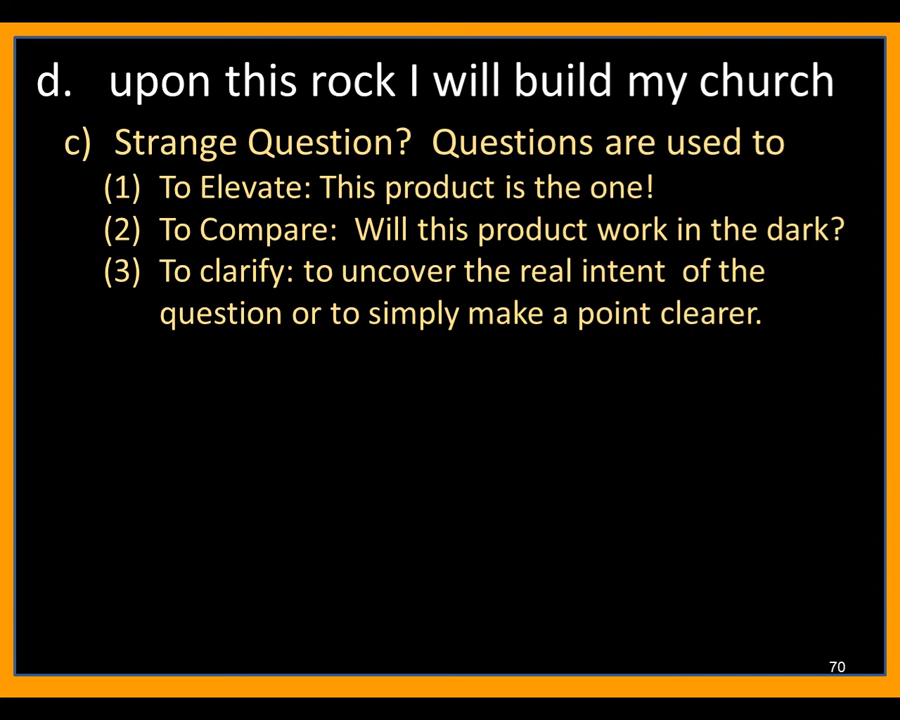 d. upon this rock I will build my church
c) Strange Question? Questions are used to
(1) To Elevate: This product is the one!
(2) To Compare: Will this product work in the dark?
(3) To clarify: to uncover the real intent of the
question or to simply make a point clearer.
70